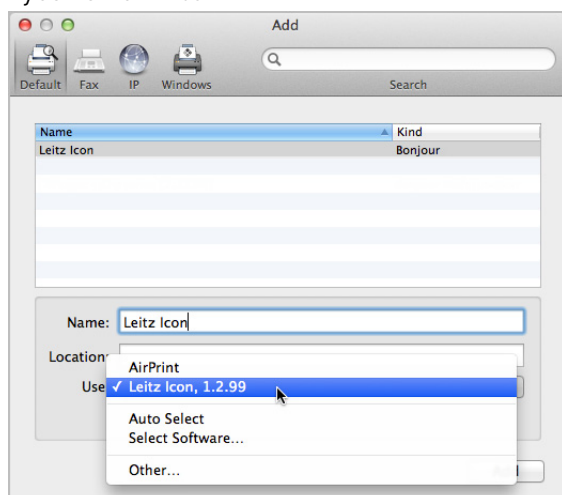 Add
Default Fax IP Windows Search
Name Kind
Leitz Icon Bonjour
Name: Leitz Icon
Location:
AirPrint
Use ✓ Leitz Icon, 1.2.99
Auto Select
Select Software...
Other...